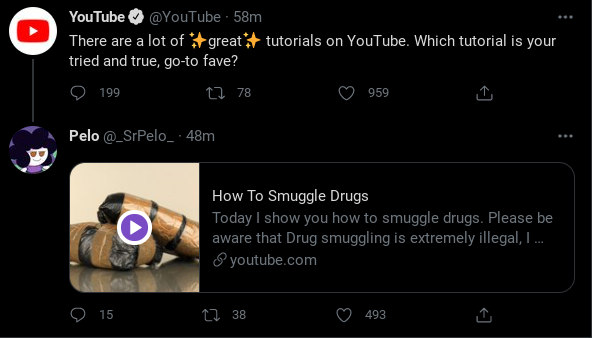 YouTube @YouTube · 58m
There are a lot of ✨great✨ tutorials on YouTube. Which tutorial is your
tried and true, go-to fave?
199 78 959
Pelo @_SrPelo_ · 48m
How To Smuggle Drugs
Today I show you how to smuggle drugs. Please be
aware that Drug smuggling is extremely illegal, I ...
youtube.com
15 38 493